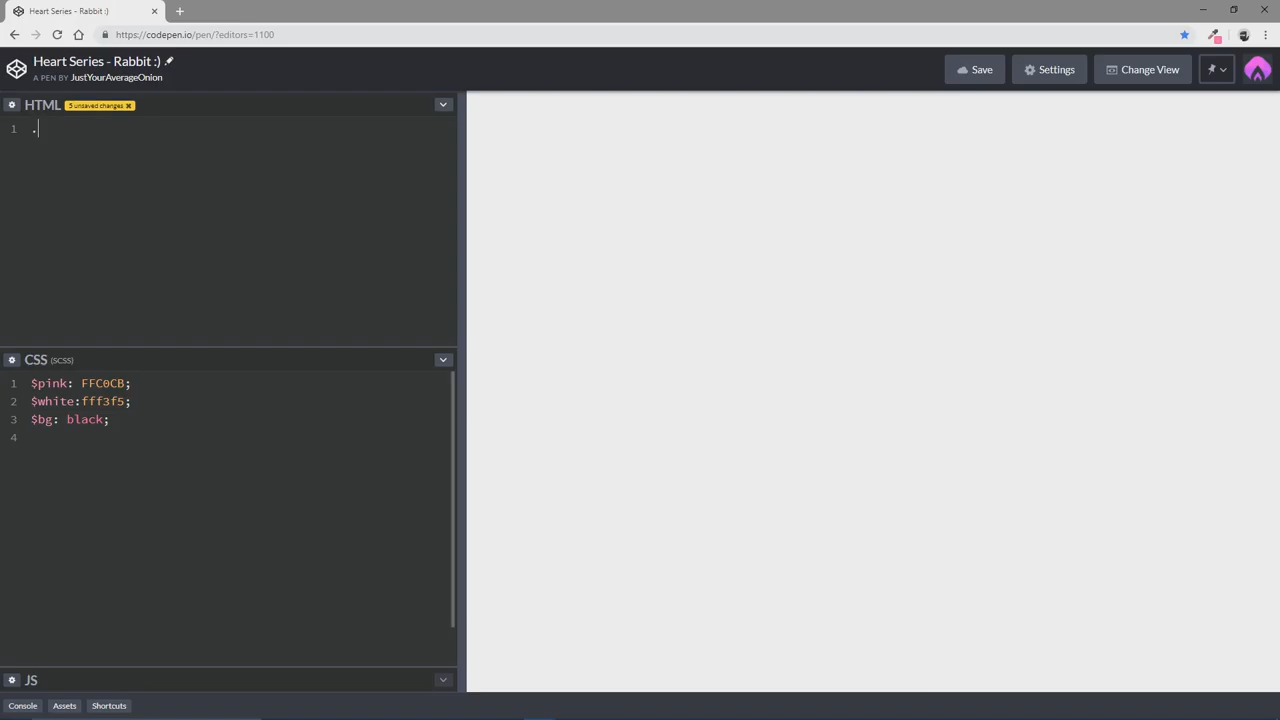 Heart Series - Rabbit :)
https://codepen.io/pen/?editors=1100
Heart Series - Rabbit :)
A PEN BY JustYourAverageOnion
Save
Settings
Change View
HTML 5 unsaved changes
1 .
CSS (SCSS)
1 $pink: FFC0CB;
2 $white:fff3f5;
3 $bg: black;
4
JS
Console Assets Shortcuts